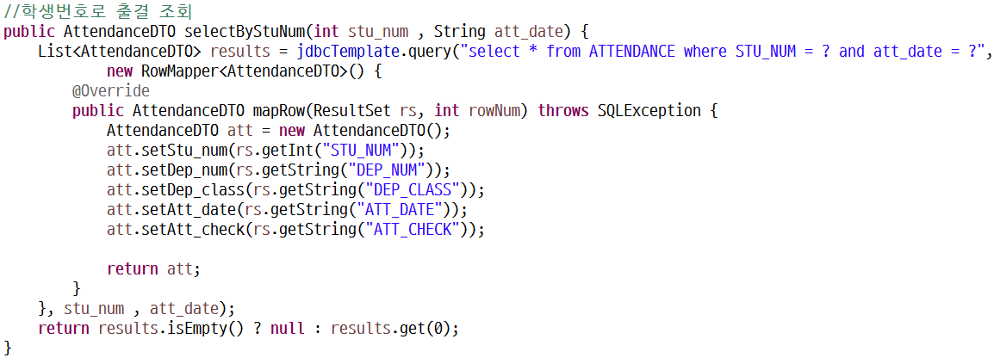 //학생번호로 출결 조회
public AttendanceDTO selectByStuNum(int stu_num , String att_date) {
    List<AttendanceDTO> results = jdbcTemplate.query("select * from ATTENDANCE where STU_NUM = ? and att_date = ?",
            new RowMapper<AttendanceDTO>() {
        @Override
        public AttendanceDTO mapRow(ResultSet rs, int rowNum) throws SQLException {
            AttendanceDTO att = new AttendanceDTO();
            att.setStu_num(rs.getInt("STU_NUM"));
            att.setDep_num(rs.getString("DEP_NUM"));
            att.setDep_class(rs.getString("DEP_CLASS"));
            att.setAtt_date(rs.getString("ATT_DATE"));
            att.setAtt_check(rs.getString("ATT_CHECK"));

            return att;
        }
    }, stu_num , att_date);
    return results.isEmpty() ? null : results.get(0);
}